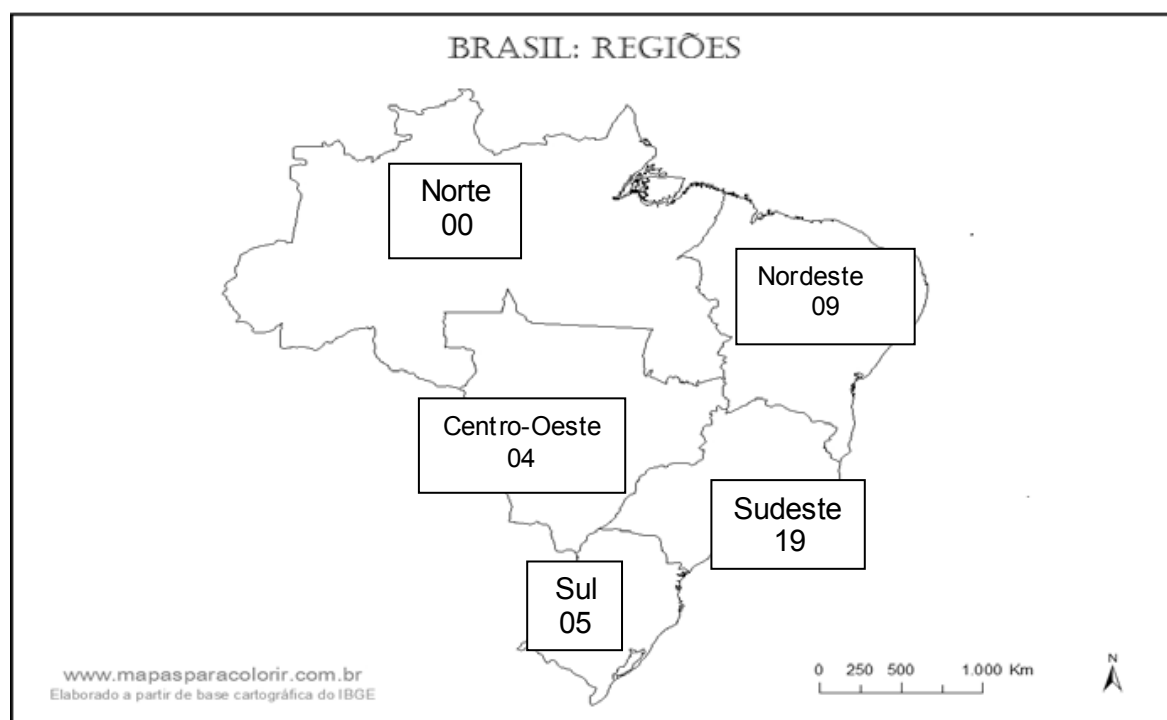 BRASIL: REGIÕES
Norte
00
Nordeste
09
Centro-Oeste
04
Sudeste
19
Sul
05
www.mapasparacolorir.com.br
Elaborado a partir de base cartográfica do IBGE
0 250 500 1.000 Km
N